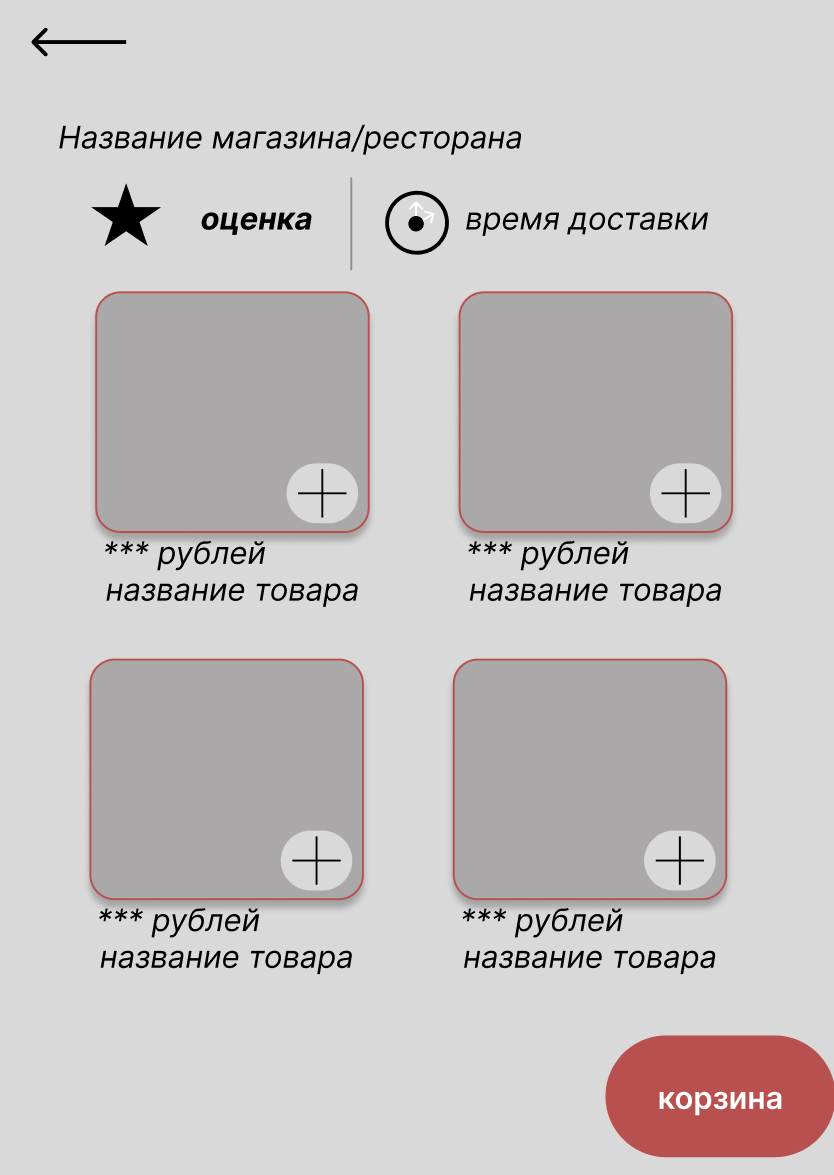 Название магазина/ресторана
оценка
время доставки
*** рублей
название товара
*** рублей
название товара
*** рублей
название товара
*** рублей
название товара
корзина